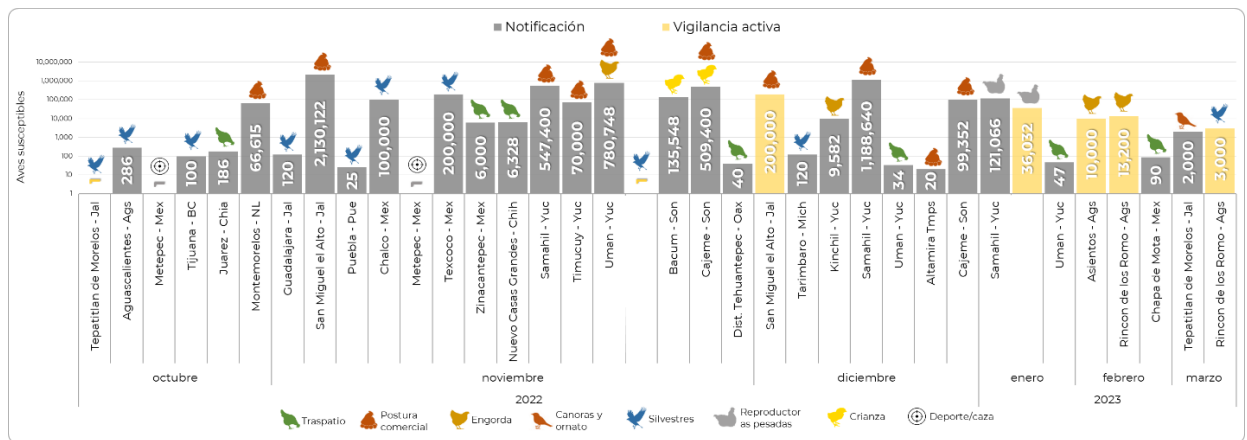 Notificación Vigilancia activa
Aves susceptibles
10,000,000
1,000,000
100,000
10,000
1,000
100
10
1
1
286
1
100
186
66,615
120
2,130,122
25
100,000
1
200,000
6,000
6,328
547,400
70,000
780,748
1
135,548
509,400
40
200,000
120
9,582
1,188,640
34
20
99,352
121,066
36,032
47
10,000
13,200
90
2,000
3,000
Tepatitlan de Morelos - Jal
Aguascalientes - Ags
Metepec - Mex
Tijuana - BC
Juarez - Chia
Montemorelos - NL
Guadalajara - Jal
San Miguel el Alto - Jal
Puebla - Pue
Chalco - Mex
Metepec - Mex
Texcoco - Mex
Zinacantepec - Mex
Nuevo Casas Grandes - Chih
Samahil - Yuc
Timucuy - Yuc
Uman - Yuc
Bacum - Son
Cajeme - Son
Dist. Tehuantepec - Oax
San Miguel el Alto - Jal
Tarimbaro - Mich
Kinchil - Yuc
Samahil - Yuc
Uman - Yuc
Altamira Tmps
Cajeme - Son
Samahil - Yuc
Uman - Yuc
Asientos - Ags
Rincon de los Romo - Ags
Chapa de Mota - Mex
Tepatitlan de Morelos - Jal
Rincon de los Romo - Ags
octubre noviembre diciembre enero febrero marzo
2022 2023
Traspatio
Postura
comercial
Engorda
Canoras y
ornato
Silvestres
Reproductor
as pesadas
Crianza
Deporte/caza